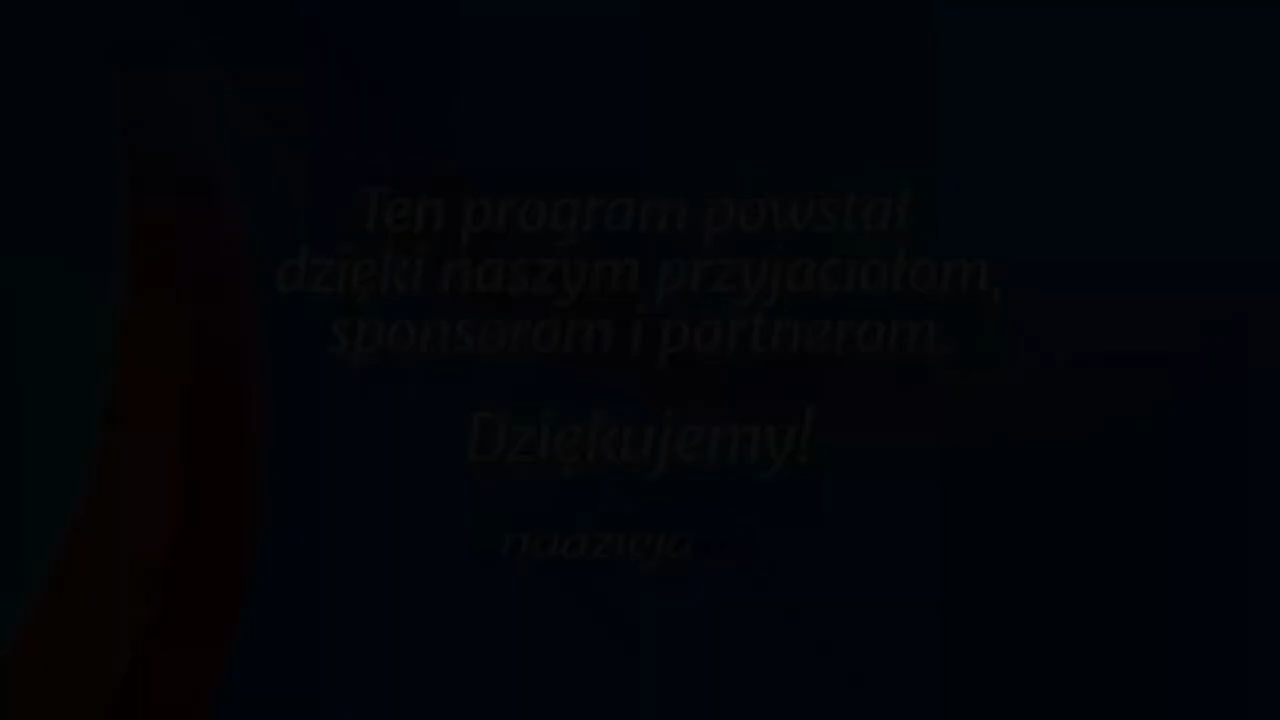 Ten program powstał
dzięki naszym przyjaciołom,
sponsorom i partnerom.
Dziękujemy!
nadzieja